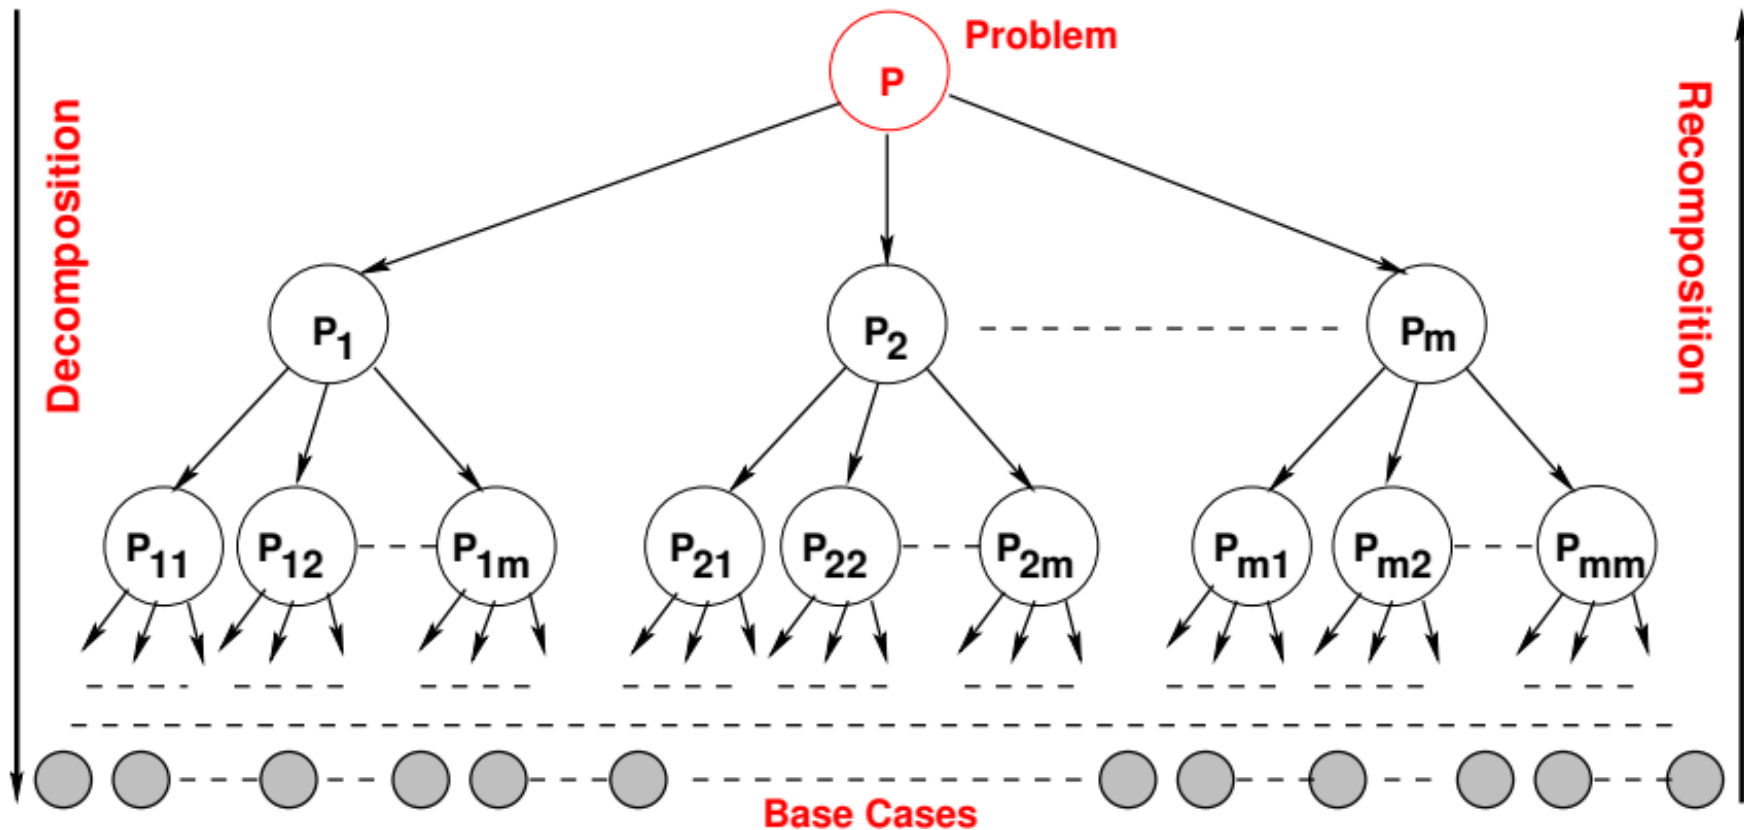 Problem
P
Decomposition
Recomposition
P1
P2
Pm
P11
P12
P1m
P21
P22
P2m
Pm1
Pm2
Pmm
Base Cases